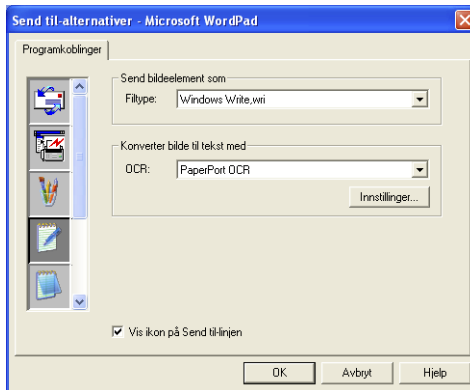 Send til-alternativer - Microsoft WordPad
Programkoblinger
Send bildeelement som
Filtype: Windows Write,wri
Konverter bilde til tekst med
OCR: PaperPort OCR
Innstillinger...
Vis ikon på Send til-linjen
OK Avbryt Hjelp